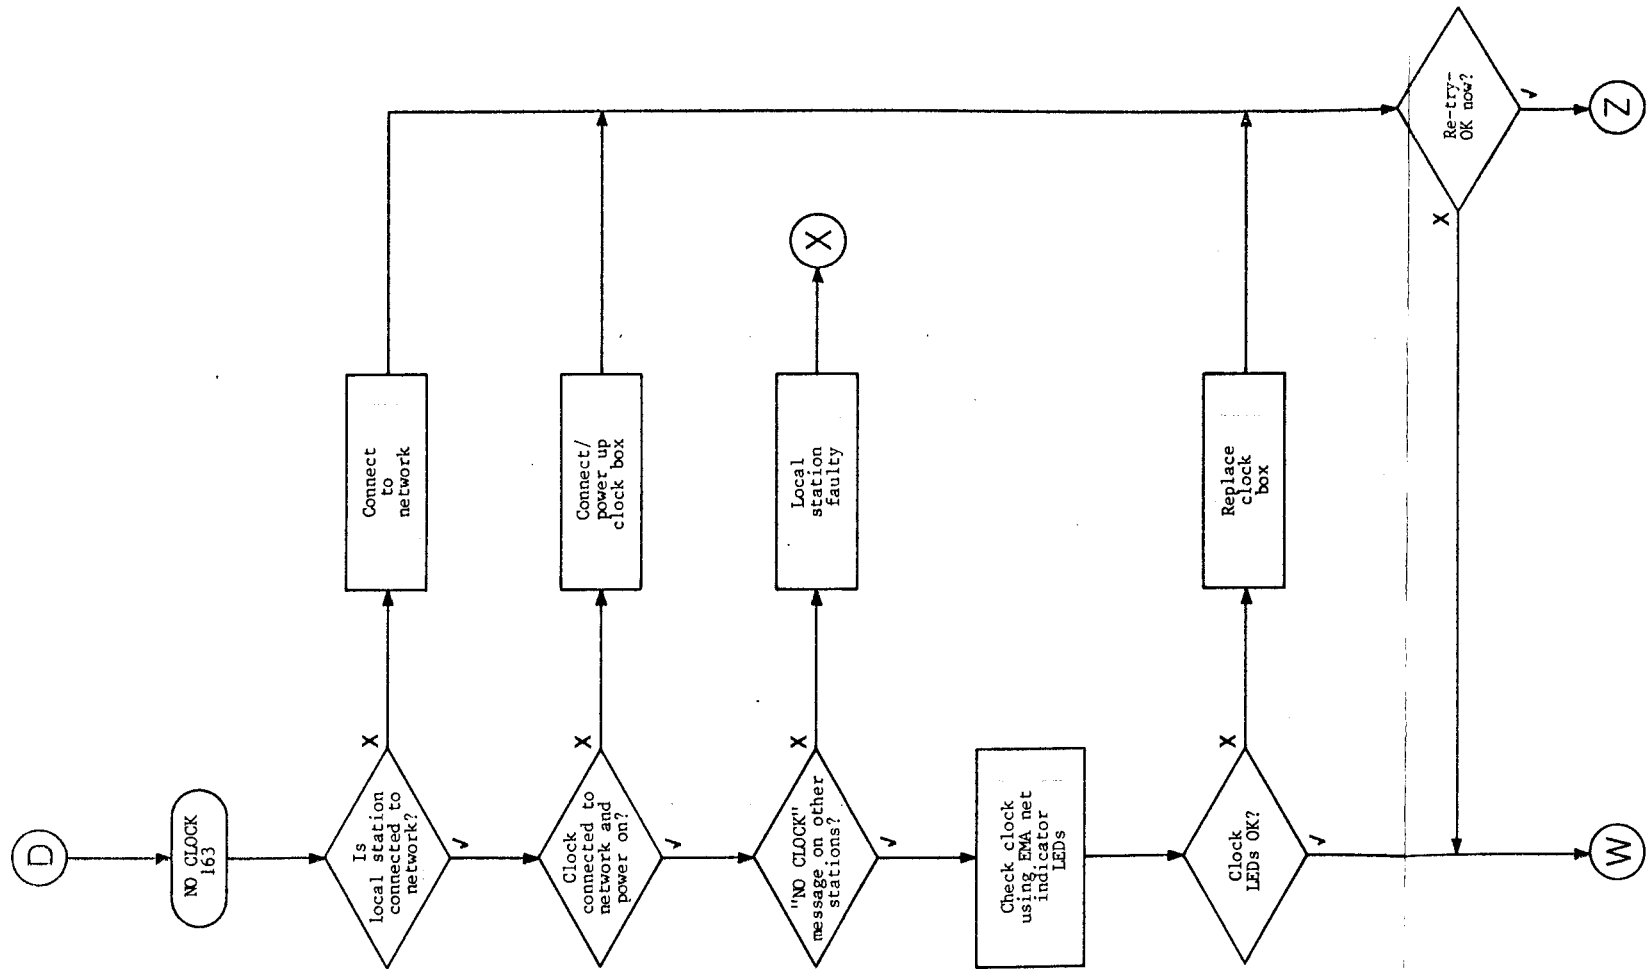 D
NO CLOCK
163
Is
local station
connected to
network?
X
✓
Connect
to
network
Clock
connected to
network and
power on?
X
✓
Connect/
power up
clock box
"NO CLOCK"
message on other
stations?
X
✓
Local
station
faulty
X
Check clock
using EMA net
indicator
LEDs
Clock
LEDs OK?
X
✓
Replace
clock
box
Re-try-
OK now?
X
✓
W
Z